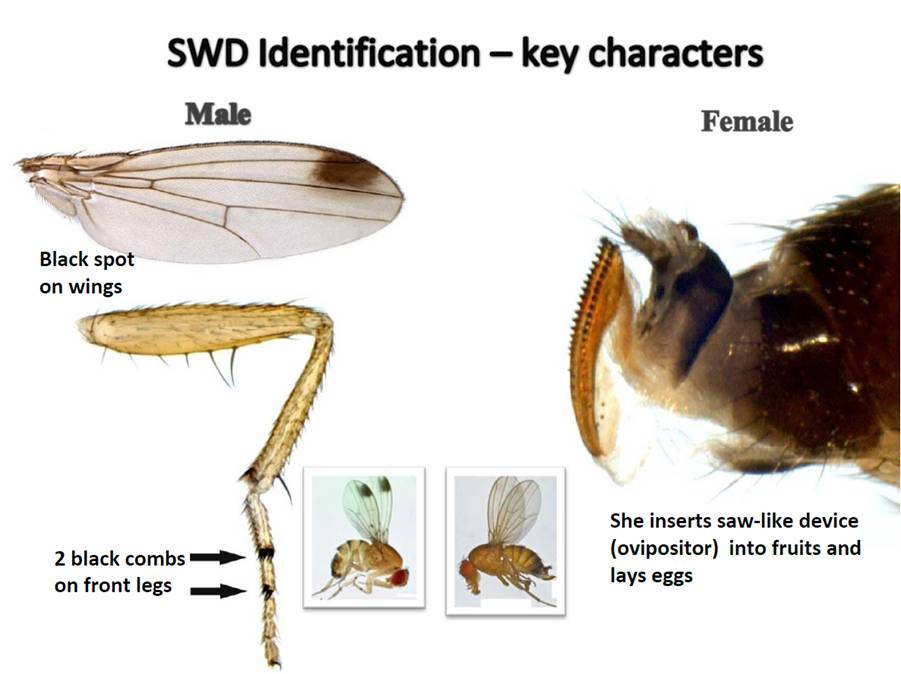 SWD Identification – key characters
Male
Female
Black spot
on wings
2 black combs
on front legs
She inserts saw-like device
(ovipositor) into fruits and
lays eggs